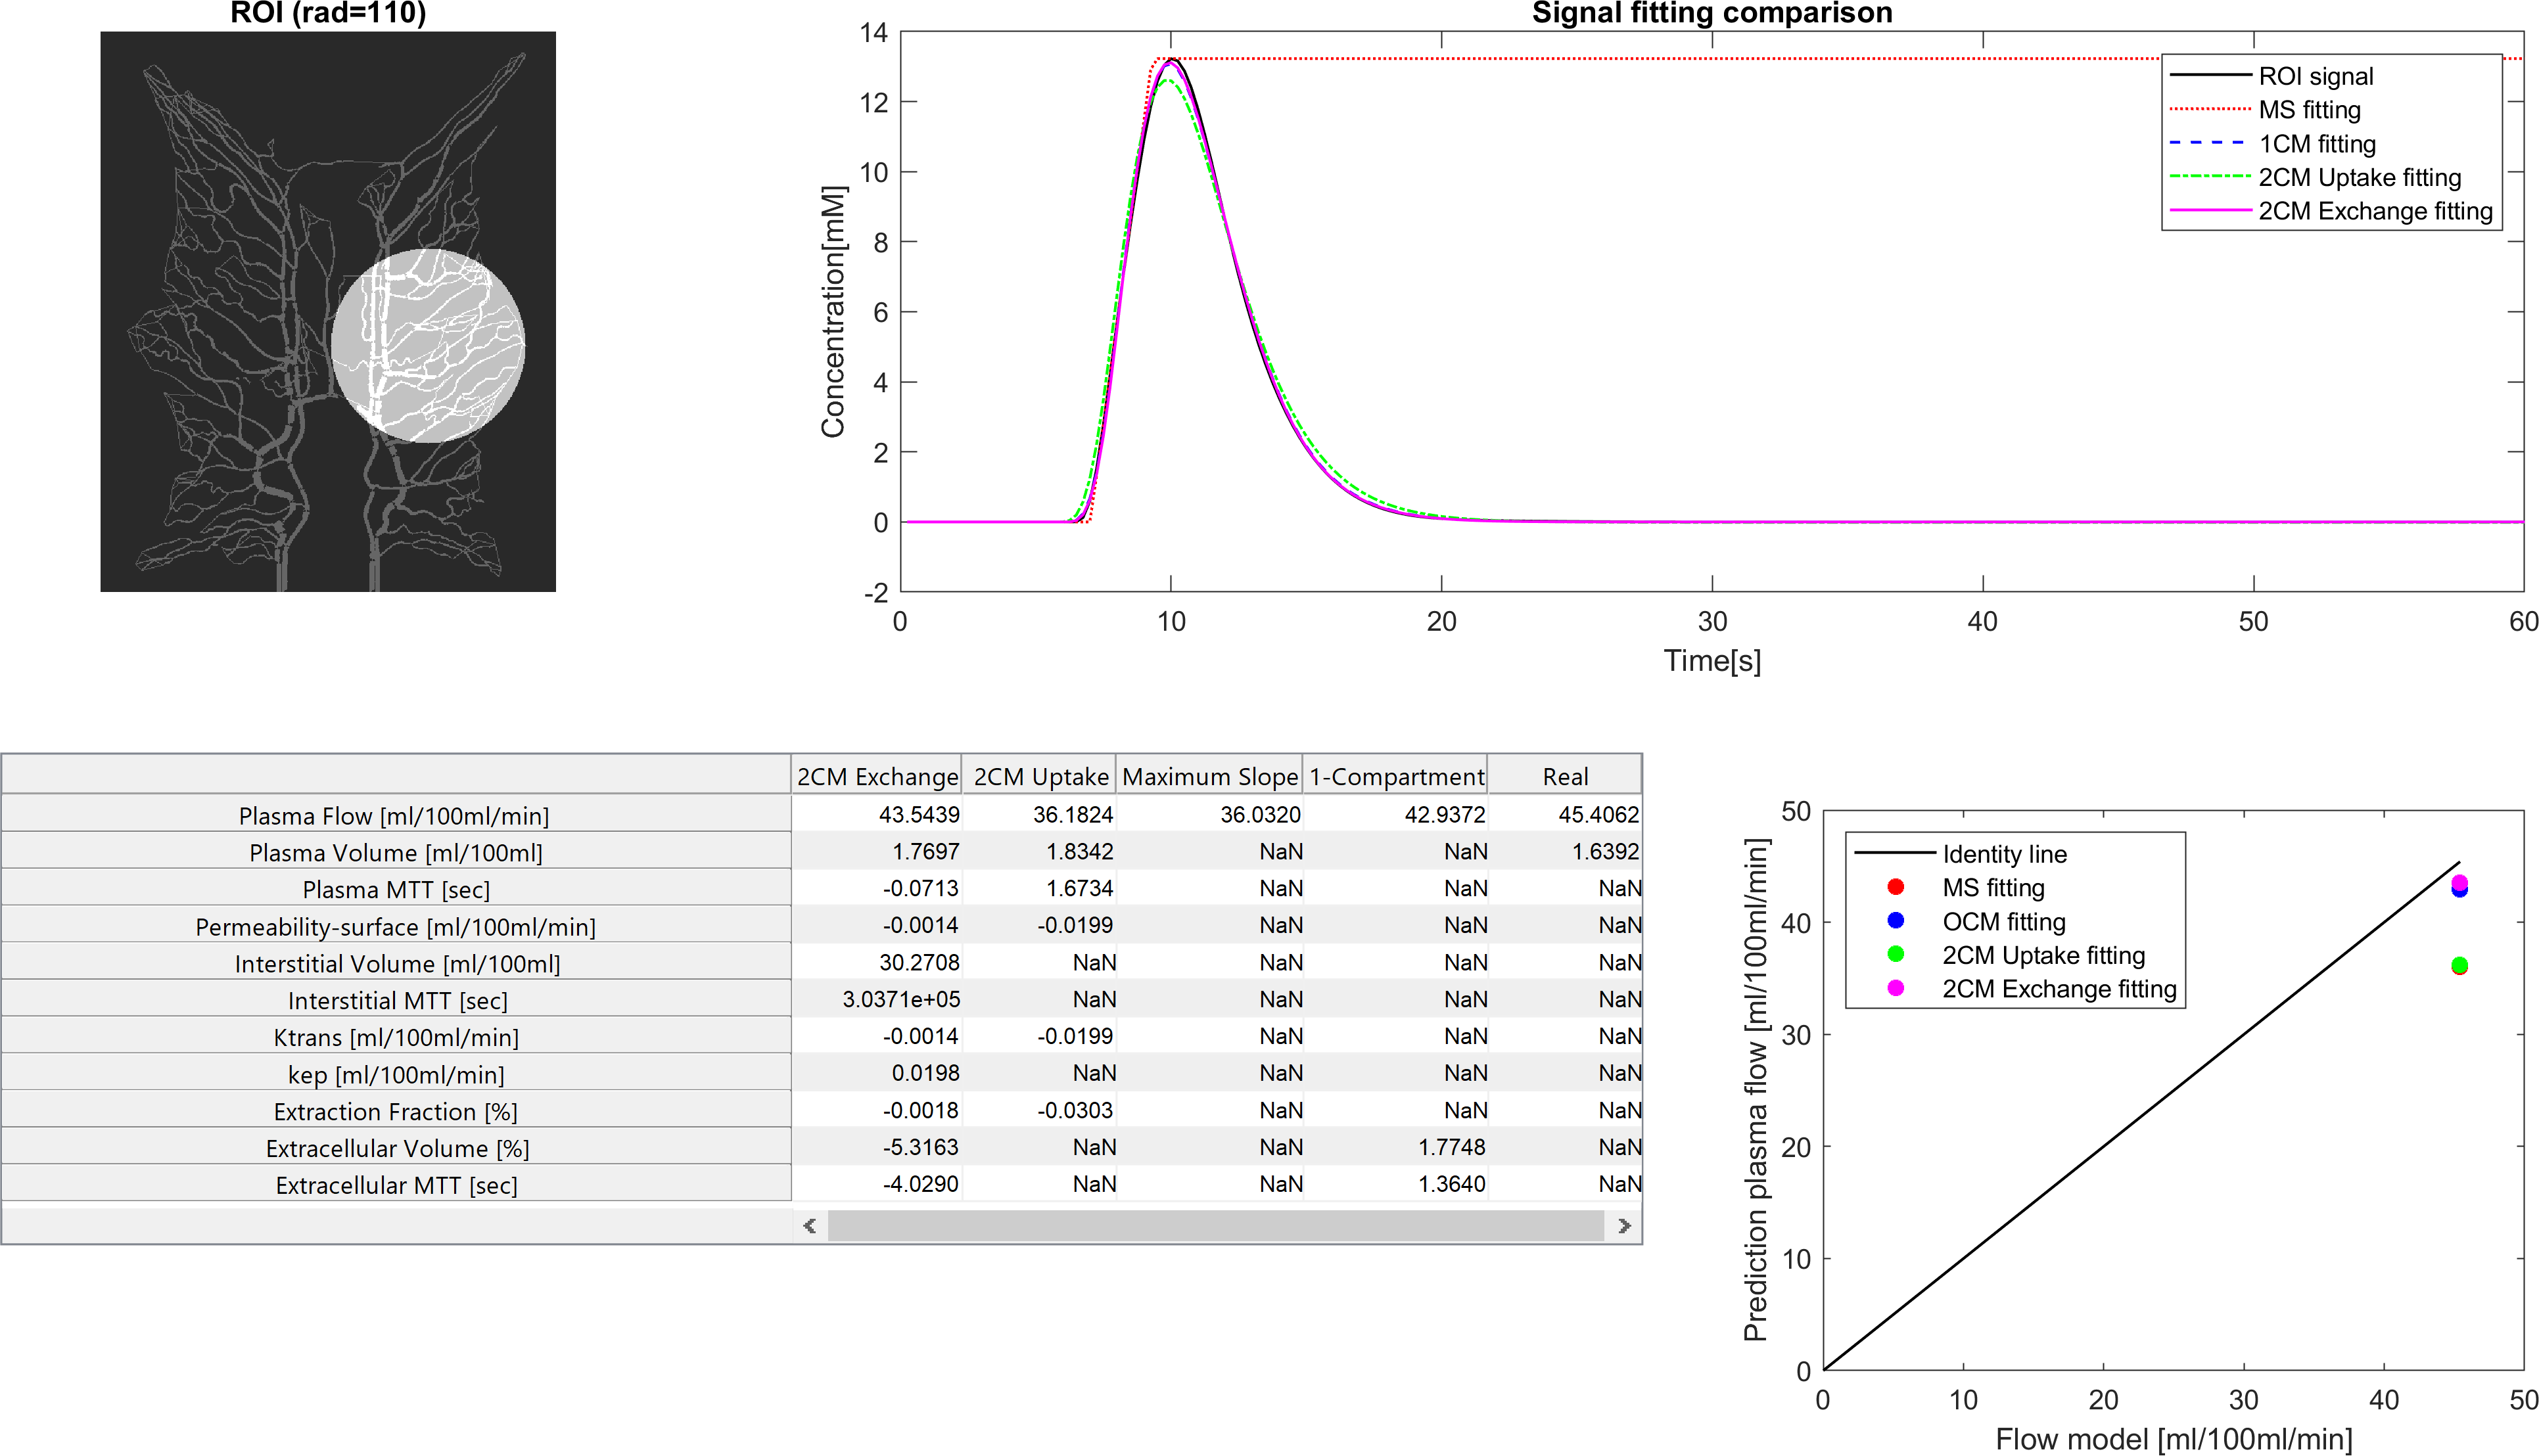 ROI (rad=110)
Signal fitting comparison
14
12
10
8
6
4
2
0
-2
Concentration[mM]
0 10 20 30 40 50 60
Time[s]
ROI signal
MS fitting
1CM fitting
2CM Uptake fitting
2CM Exchange fitting
2CM Exchange 2CM Uptake Maximum Slope 1-Compartment Real
Plasma Flow [ml/100ml/min] 43.5439 36.1824 36.0320 42.9372 45.4062
Plasma Volume [ml/100ml] 1.7697 1.8342 NaN NaN 1.6392
Plasma MTT [sec] -0.0713 1.6734 NaN NaN NaN
Permeability-surface [ml/100ml/min] -0.0014 -0.0199 NaN NaN NaN
Interstitial Volume [ml/100ml] 30.2708 NaN NaN NaN NaN
Interstitial MTT [sec] 3.0371e+05 NaN NaN NaN NaN
Ktrans [ml/100ml/min] -0.0014 -0.0199 NaN NaN NaN
kep [ml/100ml/min] 0.0198 NaN NaN NaN NaN
Extraction Fraction [%] -0.0018 -0.0303 NaN NaN NaN
Extracellular Volume [%] -5.3163 NaN NaN 1.7748 NaN
Extracellular MTT [sec] -4.0290 NaN NaN 1.3640 NaN
50
40
30
20
10
0
Prediction plasma flow [ml/100ml/min]
Identity line
MS fitting
OCM fitting
2CM Uptake fitting
2CM Exchange fitting
0 10 20 30 40 50
Flow model [ml/100ml/min]